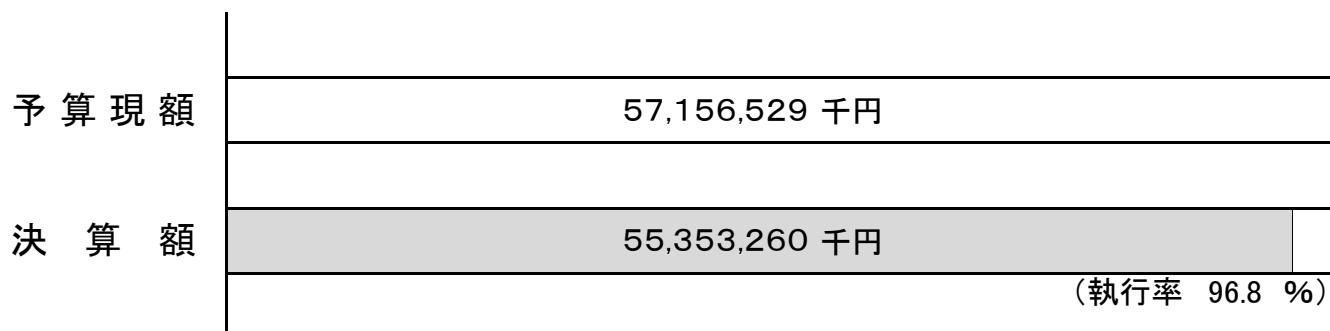 予算現額 57,156,529 千円
決算額 55,353,260 千円
（執行率 96.8 %）